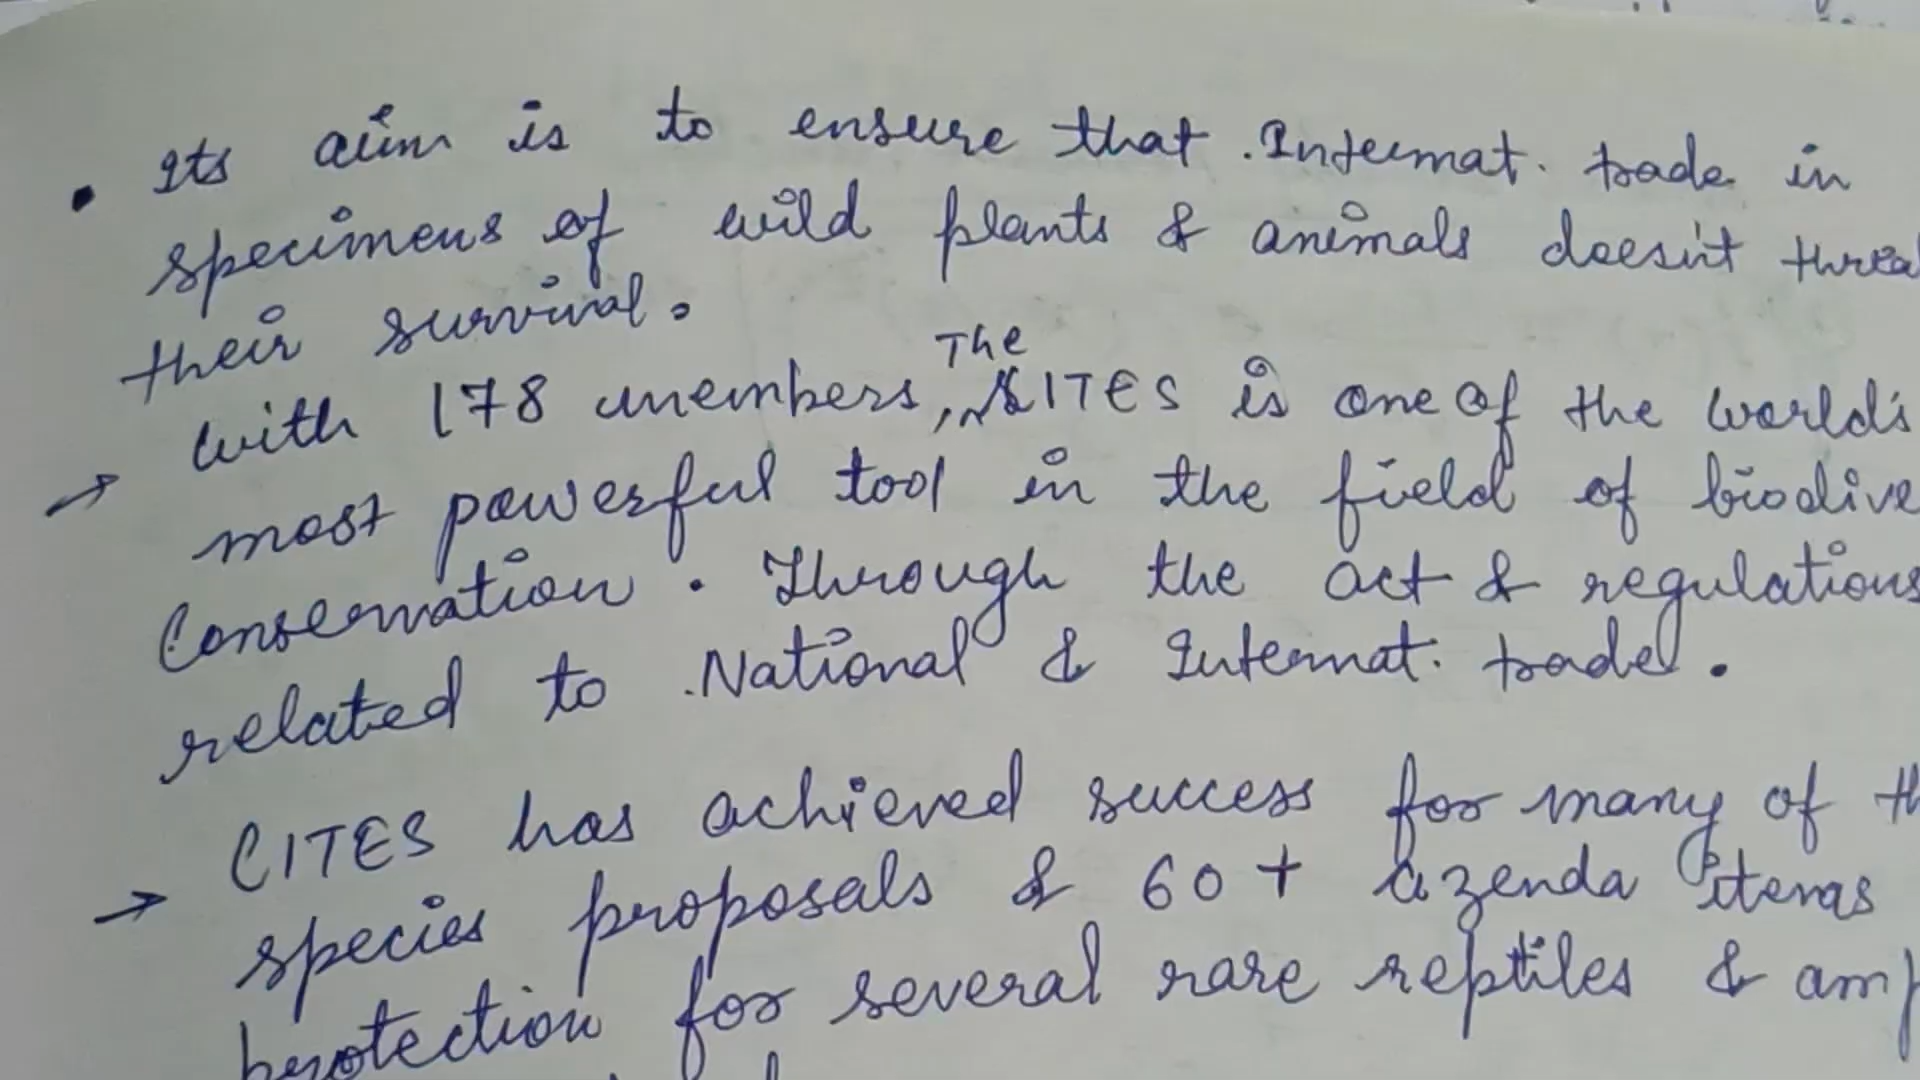 • Its aim is to ensure that Internat. trade in
specimens of wild plants & animals doesn't threa
their survival.
→ with 178 members, The CITES is one of the world's
most powerful tool in the field of biodive
Conservation. Through the act & regulations
related to National & Internat. trade.
→ CITES has achieved success for many of th
species proposals & 60+ azenda items
protection for several rare reptiles & amp